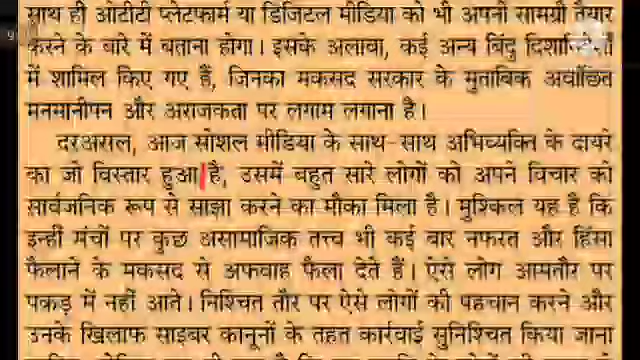 साथ ही ओटीटी प्लेटफार्म या डिजिटल मीडिया को भी अपनी सामग्री तैयार
करने के बारे में बताना होगा। इसके अलावा, कई अन्य बिंदु
में शामिल किए गए हैं, जिनका मकसद सरकार के मुताबिक अवांछित
मनमानीपन और अराजकता पर लगाम लगाना है।
दरअसल, आज सोशल मीडिया के साथ-साथ अभिव्यक्ति के दायरे
का जो विस्तार हुआ है, उसमें बहुत सारे लोगों को अपने विचार को
सार्वजनिक रूप से साझा करने का मौका मिला है। मुश्किल यह है कि
इन्हीं मंचों पर कुछ असामाजिक तत्त्व भी कई बार नफरत और हिंसा
फैलाने के मकसद से अफवाह फैला देते हैं। ऐसे लोग आमतौर पर
पकड़ में नहीं आते। निश्चित तौर पर ऐसे लोगों की पहचान करने और
उनके खिलाफ साइबर कानूनों के तहत कार्रवाई सुनिश्चित किया जाना